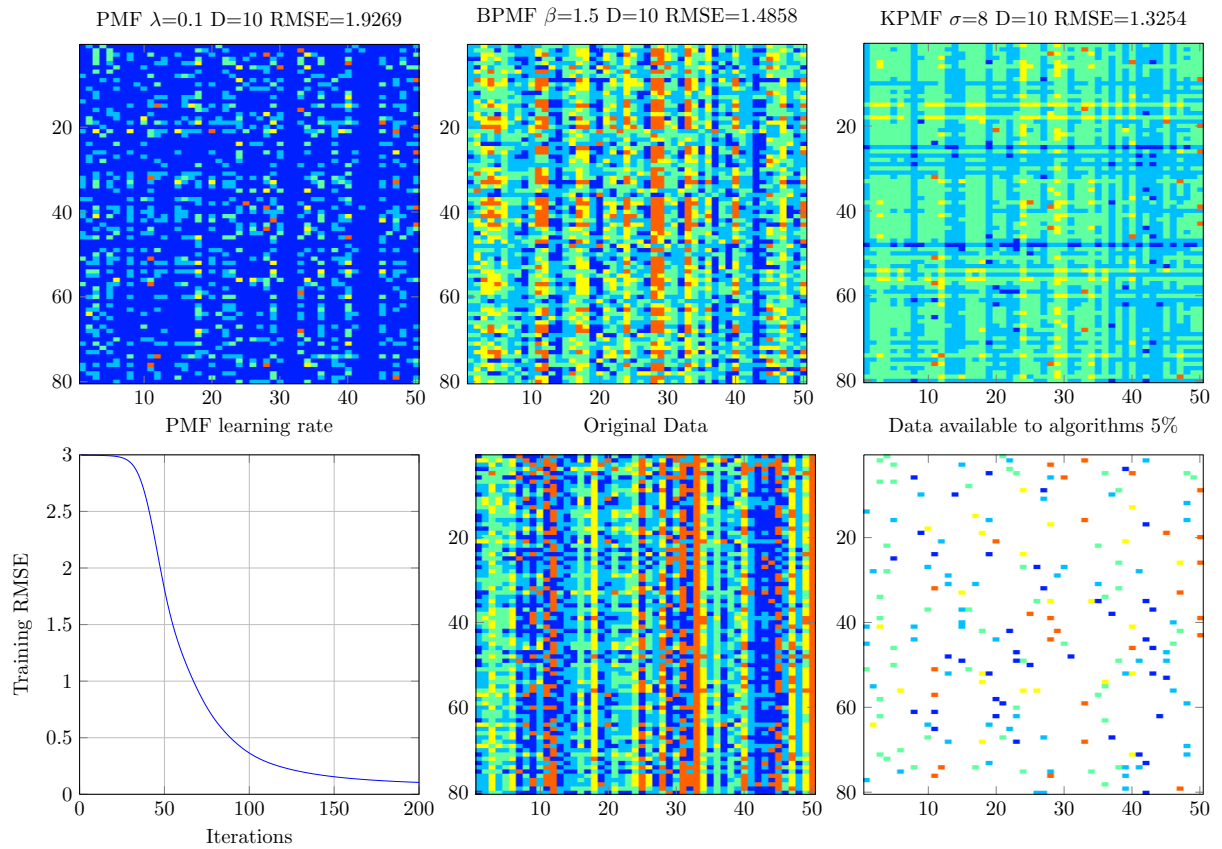 PMF λ=0.1 D=10 RMSE=1.9269
BPMF β=1.5 D=10 RMSE=1.4858
KPMF σ=8 D=10 RMSE=1.3254
20
40
60
80
10 20 30 40 50
20
40
60
80
10 20 30 40 50
20
40
60
80
10 20 30 40 50
PMF learning rate
Training RMSE
3
2.5
2
1.5
1
0.5
0
0 50 100 150 200
Iterations
Original Data
20
40
60
80
10 20 30 40 50
Data available to algorithms 5%
20
40
60
80
10 20 30 40 50